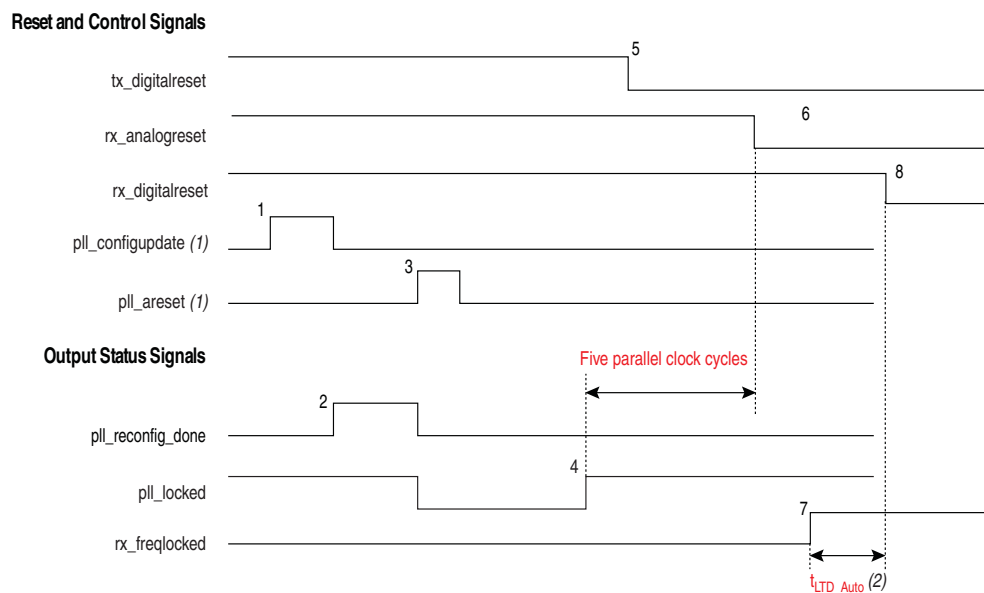 Reset and Control Signals
5
tx_digitalreset
6
rx_analogreset
8
rx_digitalreset
1
pll_configupdate (1)
3
pll_areset (1)
Output Status Signals
Five parallel clock cycles
2
pll_reconfig_done
4
pll_locked
7
rx_freqlocked
tLTD_Auto (2)